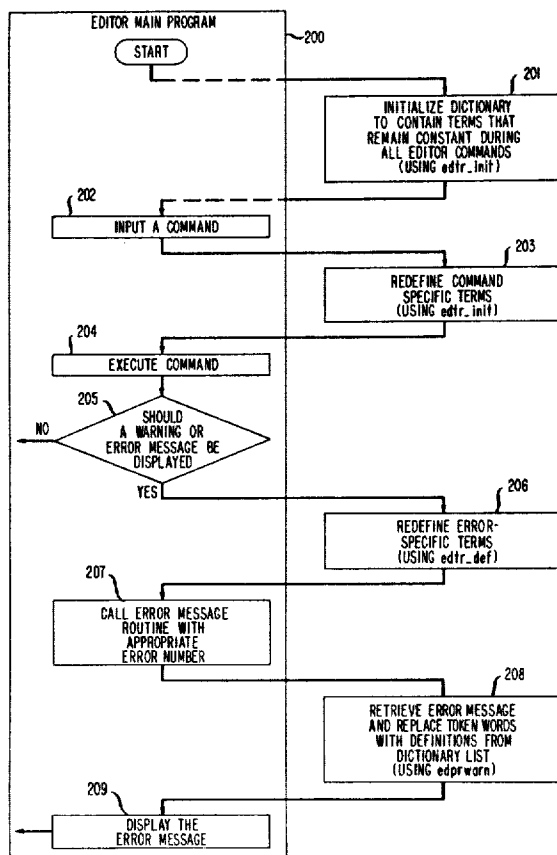 EDITOR MAIN PROGRAM
200
START
201
INITIALIZE DICTIONARY
TO CONTAIN TERMS THAT
REMAIN CONSTANT DURING
ALL EDITOR COMMANDS
(USING edtr_init)
202
INPUT A COMMAND
203
REDEFINE COMMAND
SPECIFIC TERMS
(USING edtr_init)
204
EXECUTE COMMAND
205
SHOULD
A WARNING OR
ERROR MESSAGE BE
DISPLAYED
NO
YES
206
REDEFINE ERROR-
SPECIFIC TERMS
(USING edtr_def)
207
CALL ERROR MESSAGE
ROUTINE WITH
APPROPRIATE
ERROR NUMBER
208
RETRIEVE ERROR MESSAGE
AND REPLACE TOKEN WORDS
WITH DEFINITIONS FROM
DICTIONARY LIST
(USING edprwarn)
209
DISPLAY THE
ERROR MESSAGE